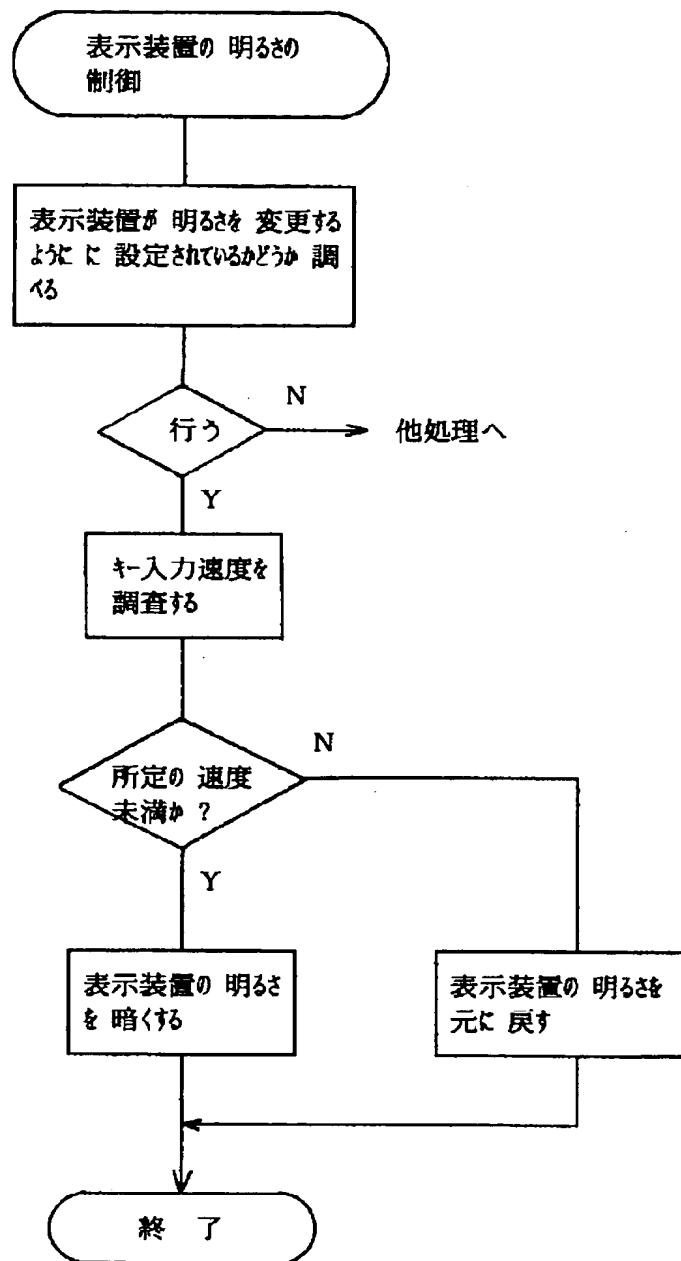 表示装置の 明るさの
制御
表示装置が 明るさを 変更する
ように に 設定されているかどうか 調
べる
N
行う
他処理へ
Y
キー入力速度を
調査する
N
所定の 速度
未満か ?
Y
表示装置の 明るさ
を 暗くする
表示装置の 明るさを
元に 戻す
終 了